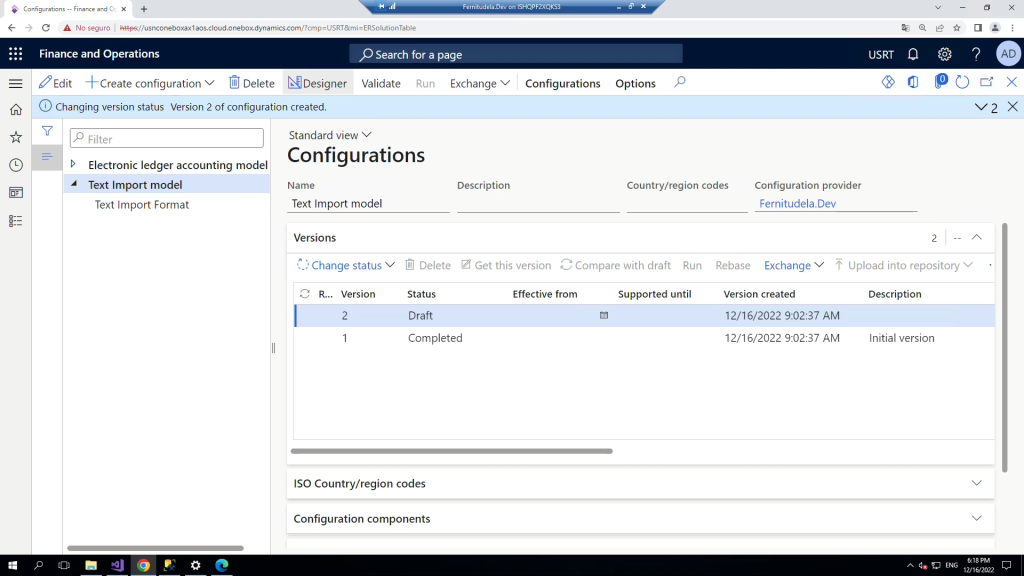 Configurations -- Finance and Op
Fernitudela.Dev on ISHQPF2XQKS3
No seguro
https://usnconeboxax1aos.cloud.onebox.dynamics.com/?cmp=USRT&mi=ERSolutionTable
Finance and Operations
Search for a page
USRT
AD
Edit
Create configuration
Delete
Designer
Validate
Run
Exchange
Configurations
Options
0
Changing version status Version 2 of configuration created.
2
Filter
Electronic ledger accounting model
Text Import model
Text Import Format
Standard view
Configurations
Name
Description
Country/region codes
Configuration provider
Text Import model
Fernitudela.Dev
Versions
2
--
Change status
Delete
Get this version
Compare with draft
Run
Rebase
Exchange
Upload into repository
R... Version Status Effective from Supported until Version created Description
2 Draft 12/16/2022 9:02:37 AM
1 Completed 12/16/2022 9:02:37 AM Initial version
ISO Country/region codes
Configuration components
ENG
6:18 PM
12/16/2022